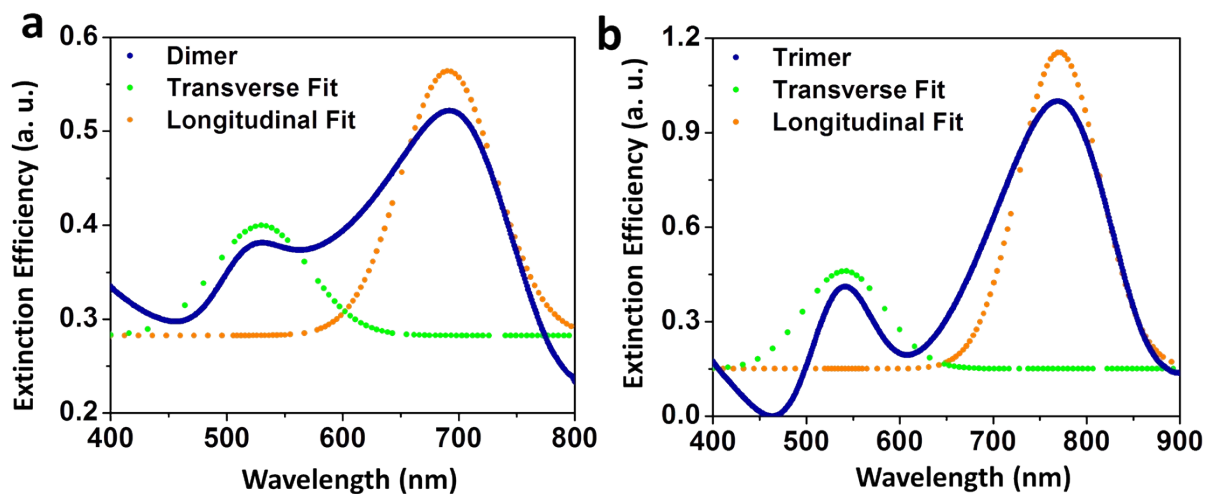 a
0.6
0.5
0.4
0.3
0.2
Extinction Efficiency (a. u.)
Dimer
Transverse Fit
Longitudinal Fit
400 500 600 700 800
Wavelength (nm)
b
1.2
0.9
0.6
0.3
0.0
Extinction Efficiency (a. u.)
Trimer
Transverse Fit
Longitudinal Fit
400 500 600 700 800 900
Wavelength (nm)